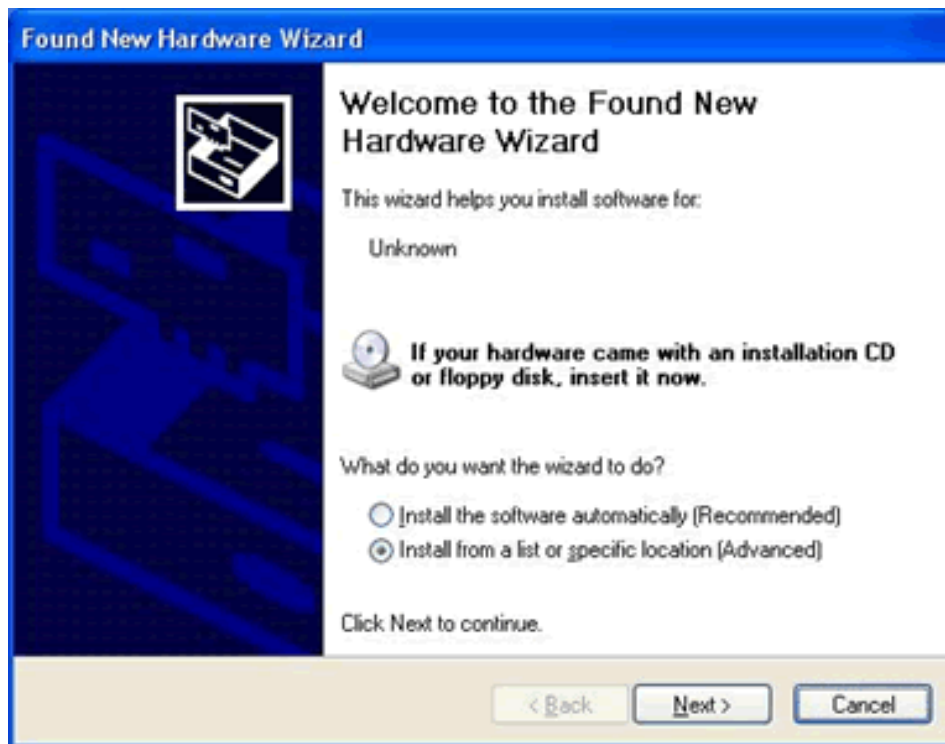 Found New Hardware Wizard
Welcome to the Found New
Hardware Wizard
This wizard helps you install software for:
Unknown
If your hardware came with an installation CD
or floppy disk, insert it now.
What do you want the wizard to do?
Install the software automatically (Recommended)
Install from a list or specific location (Advanced)
Click Next to continue.
< Back Next > Cancel